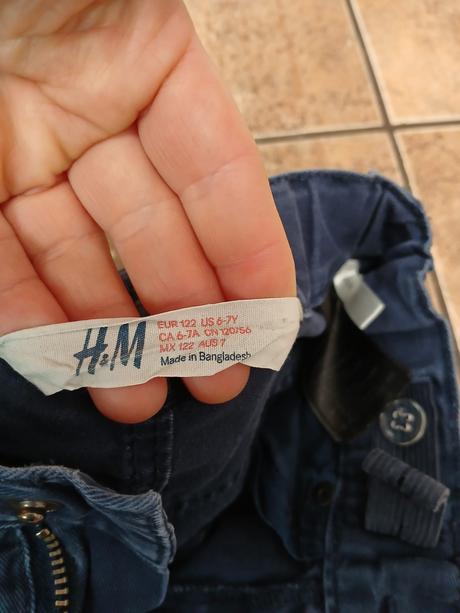 H&M
EUR 122 US 6-7Y
CA 6-7A CN 120/56
MX 122 AUS 7
Made in Bangladesh